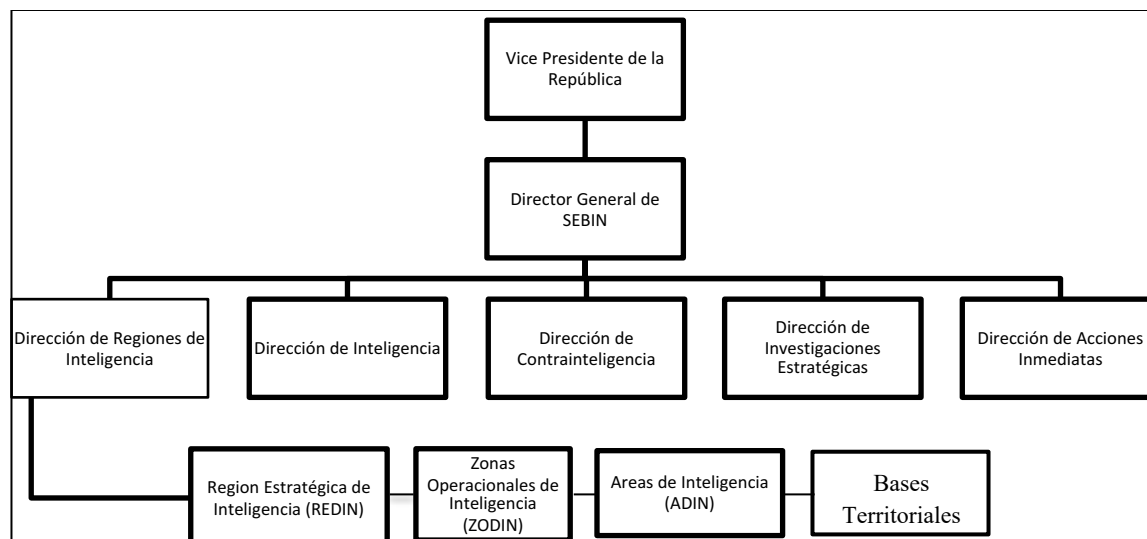 Vice Presidente de la
República
Director General de
SEBIN
Dirección de Regiones de
Inteligencia
Dirección de Inteligencia
Dirección de
Contrainteligencia
Dirección de
Investigaciones
Estratégicas
Dirección de Acciones
Inmediatas
Region Estratégica de
Inteligencia (REDIN)
Zonas
Operacionales de
Inteligencia
(ZODIN)
Areas de Inteligencia
(ADIN)
Bases
Territoriales